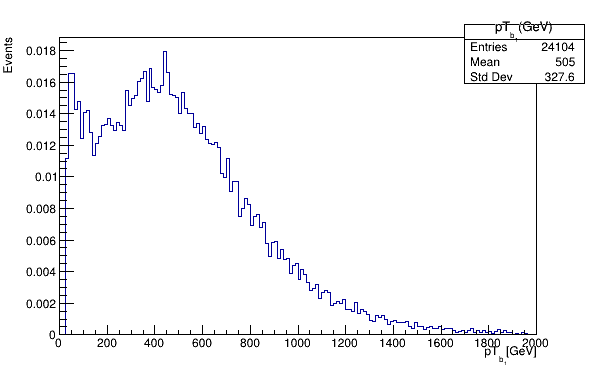 pT_b_1 (GeV)
Entries 24104
Mean 505
Std Dev 327.6
Events
0.018
0.016
0.014
0.012
0.01
0.008
0.006
0.004
0.002
0
0 200 400 600 800 1000 1200 1400 1600 1800 2000
pT_b_1 [GeV]